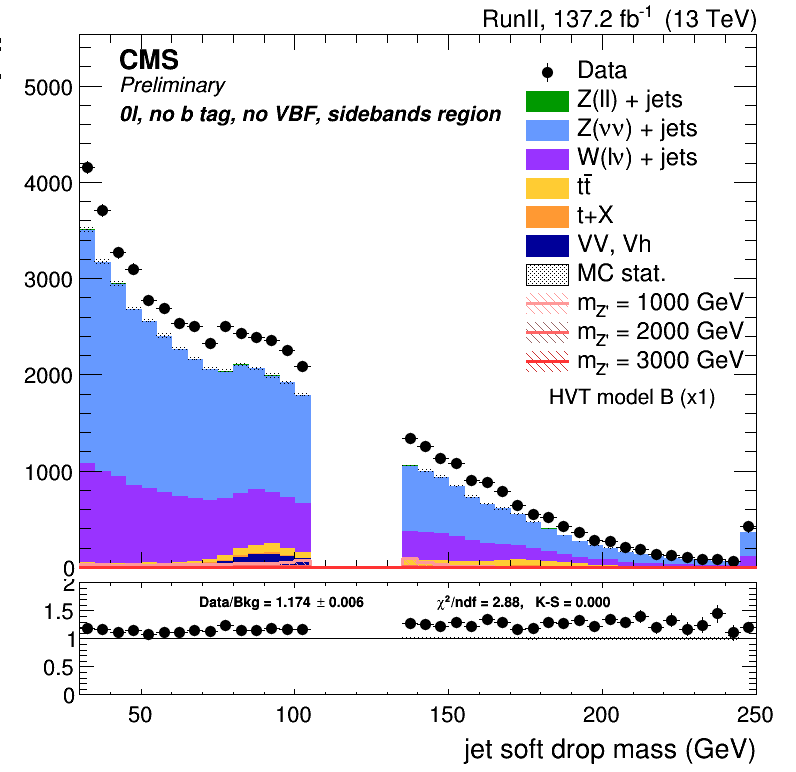 RunII, 137.2 fb⁻¹ (13 TeV)
CMS
Preliminary
0l, no b tag, no VBF, sidebands region
Data
Z(ll) + jets
Z(νν) + jets
W(lν) + jets
tt̄
t+X
VV, Vh
MC stat.
m_Z' = 1000 GeV
m_Z' = 2000 GeV
m_Z' = 3000 GeV
HVT model B (x1)
5000
4000
3000
2000
1000
0
2
1.5
1
0.5
0
Data/Bkg = 1.174 ± 0.006 χ²/ndf = 2.88, K-S = 0.000
50 100 150 200 250
jet soft drop mass (GeV)